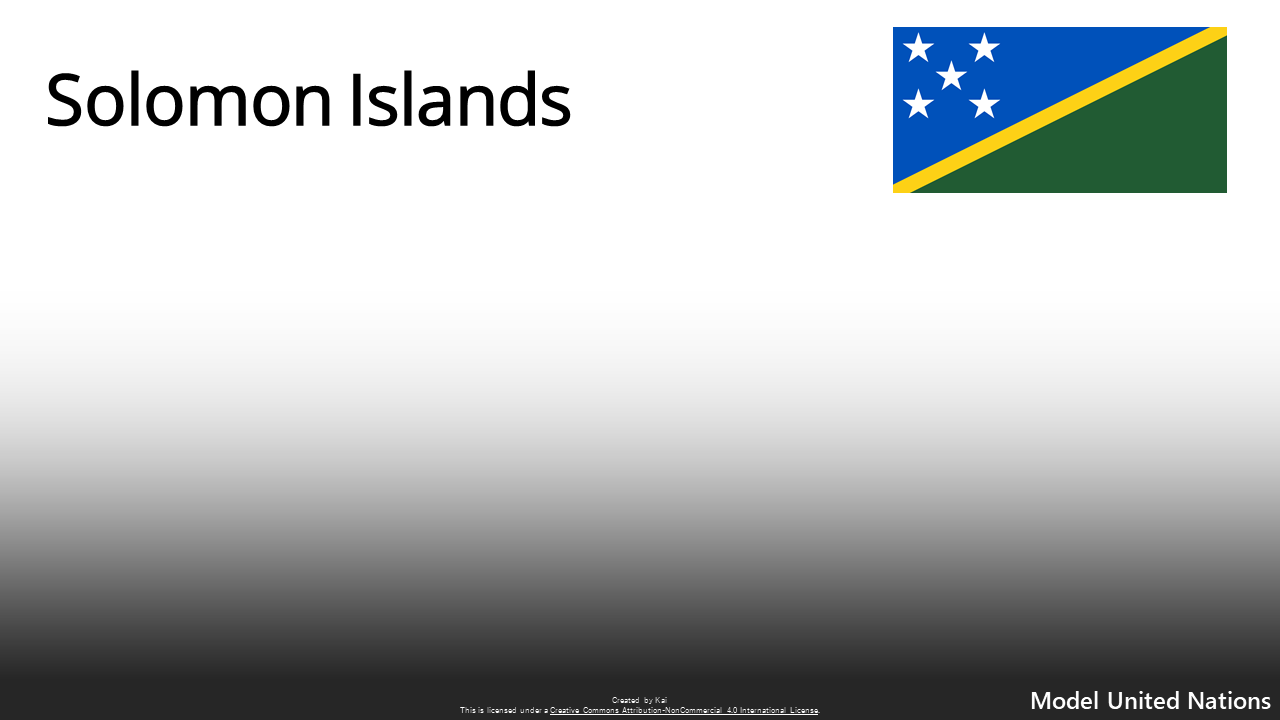 Solomon Islands
Created by Kai
This is licensed under a Creative Commons Attribution-NonCommercial 4.0 International License.
Model United Nations